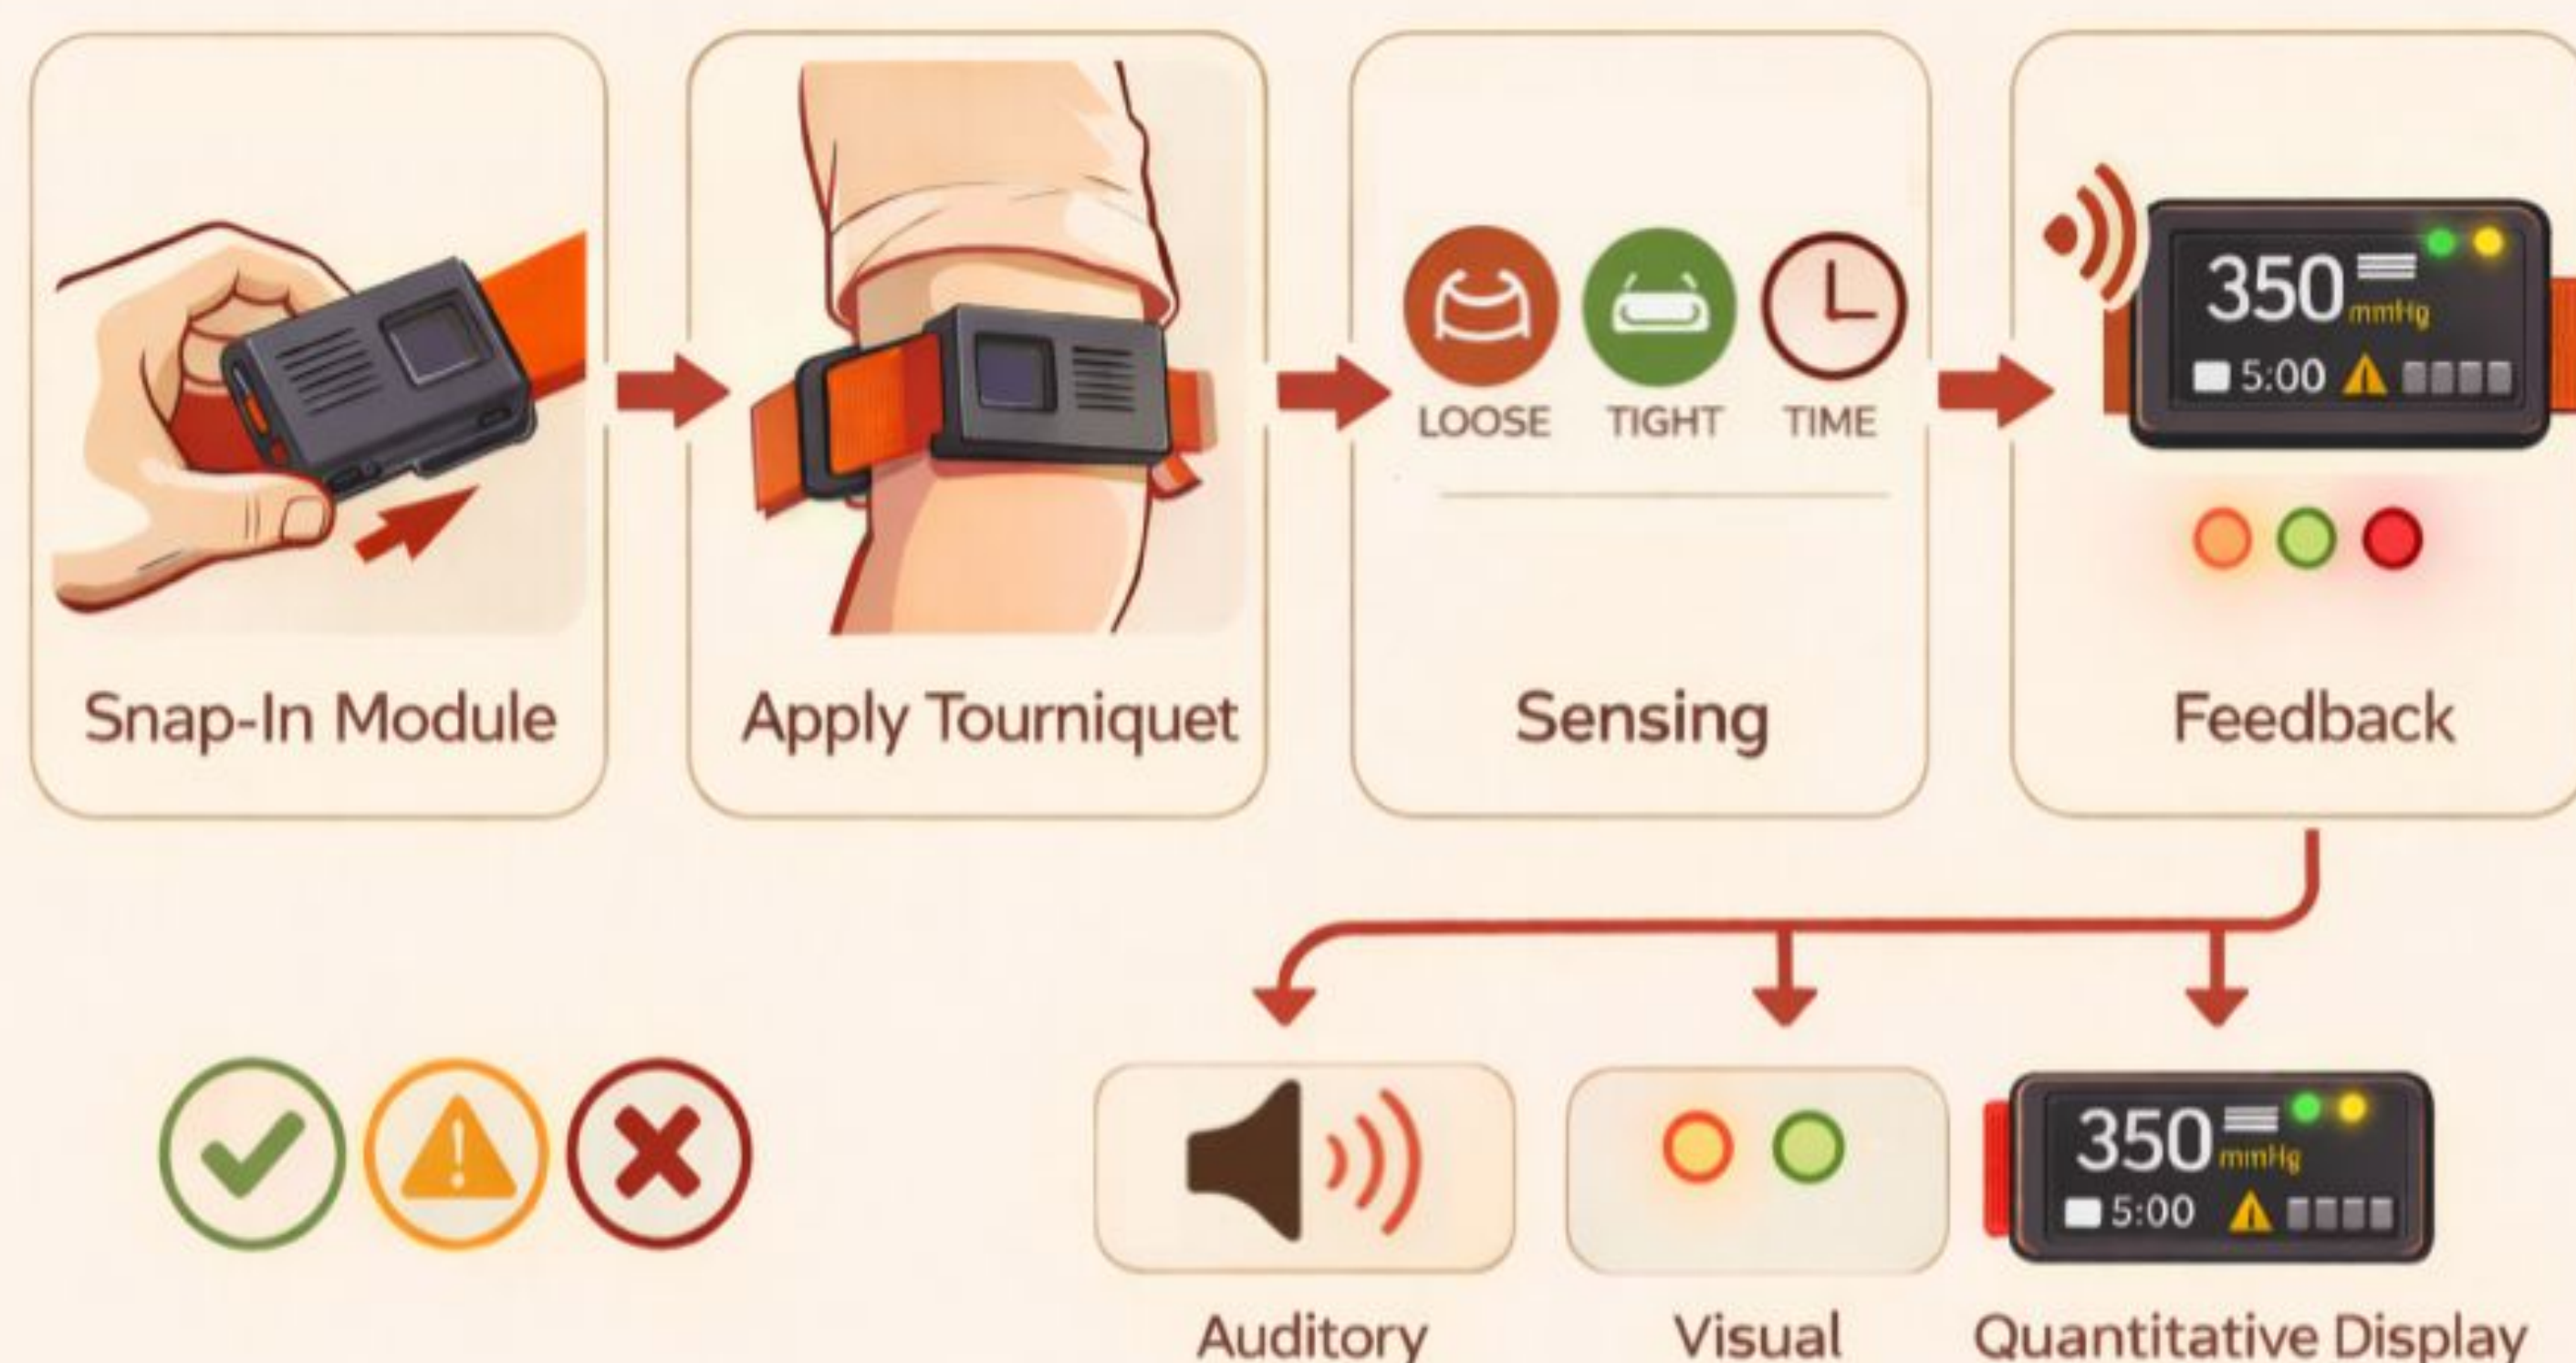 350
mmHg
5:00
LOOSE TIGHT TIME
Snap-In Module
Apply Tourniquet
Sensing
Feedback
350
mmHg
5:00
Auditory
Visual
Quantitative Display